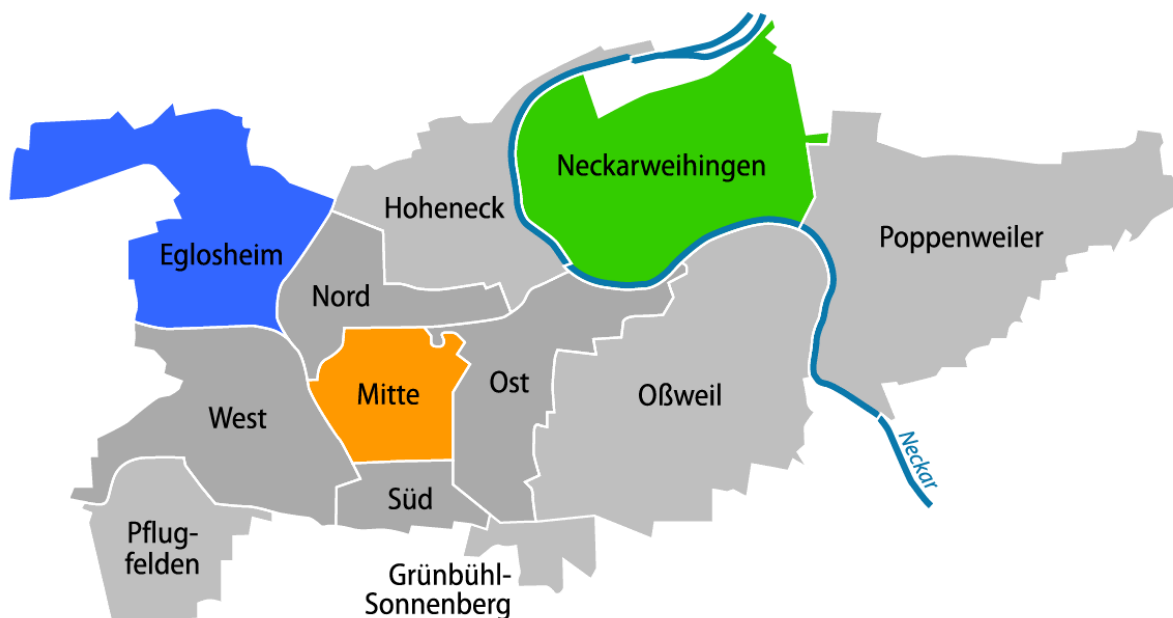 Neckarweihingen
Hoheneck
Poppenweiler
Eglosheim
Nord
Ost
Mitte
Oßweil
West
Neckar
Süd
Pflug-
felden
Grünbühl-
Sonnenberg